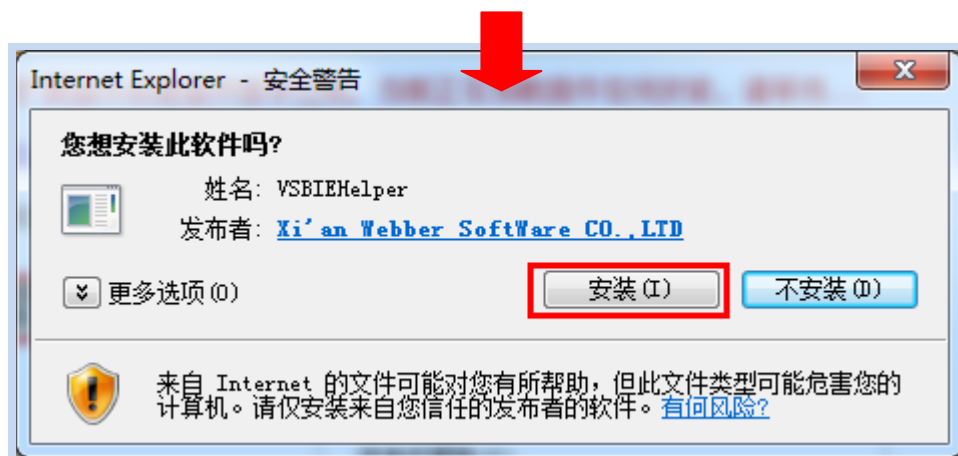 Internet Explorer - 安全警告
您想安装此软件吗?
姓名: VSBIEHelper
发布者: Xi'an Webber SoftWare CO.,LTD
更多选项(O)
安装(I)
不安装(D)
来自 Internet 的文件可能对您有所帮助，但此文件类型可能危害您的
计算机。请仅安装来自您信任的发布者的软件。有何风险?